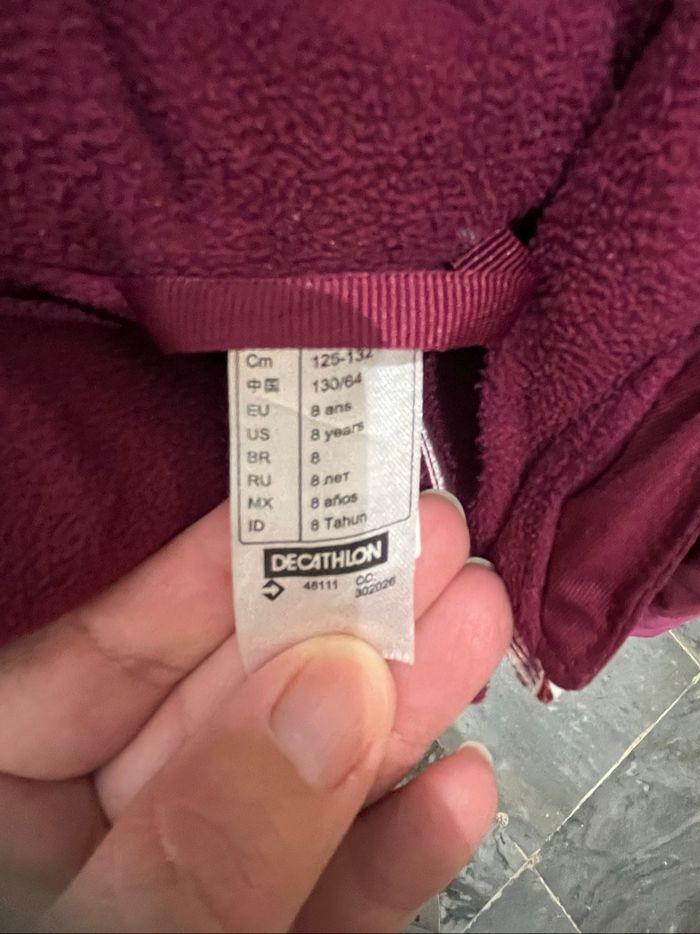 Cm 125-132
中国 130/64
EU 8 ans
US 8 years
BR 8
RU 8 лет
MX 8 años
ID 8 Tahun
DECATHLON
48111 CC:
302026